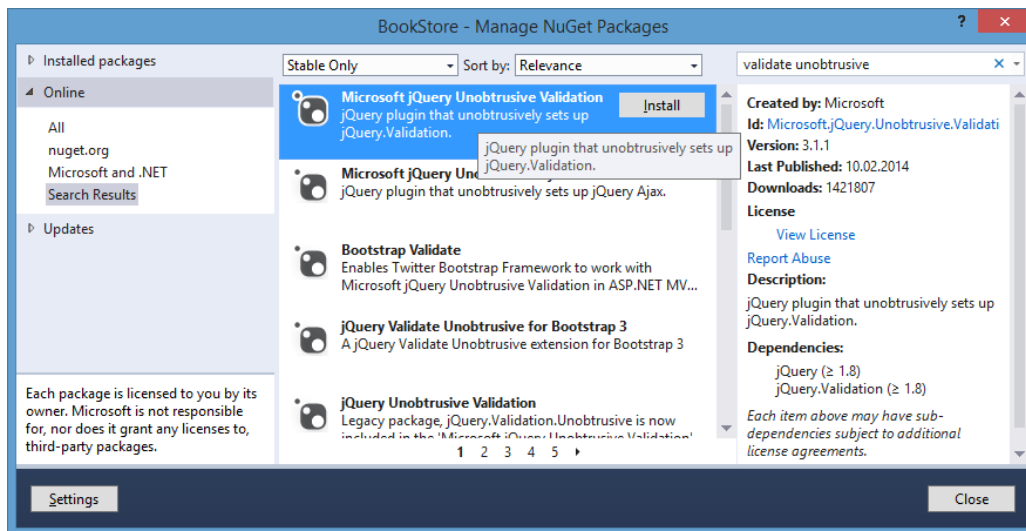 BookStore - Manage NuGet Packages
? ×
Installed packages
Online
All
nuget.org
Microsoft and .NET
Search Results
Updates
Each package is licensed to you by its
owner. Microsoft is not responsible
for, nor does it grant any licenses to,
third-party packages.
Stable Only
Sort by: Relevance
Microsoft jQuery Unobtrusive Validation
jQuery plugin that unobtrusively sets up
jQuery.Validation.
Install
jQuery plugin that unobtrusively sets up
jQuery.Validation.
Microsoft jQuery Uno
jQuery plugin that unobtrusively sets up jQuery Ajax.
Bootstrap Validate
Enables Twitter Bootstrap Framework to work with
Microsoft jQuery Unobtrusive Validation in ASP.NET MV...
jQuery Validate Unobtrusive for Bootstrap 3
A jQuery Validate Unobtrusive extension for Bootstrap 3
jQuery Unobtrusive Validation
Legacy package, jQuery.Validation.Unobtrusive is now
included in the 'Microsoft jQuery Unobtrusive Validation'
1 2 3 4 5
validate unobtrusive
Created by: Microsoft
Id: Microsoft.jQuery.Unobtrusive.Validati
Version: 3.1.1
Last Published: 10.02.2014
Downloads: 1421807
License
View License
Report Abuse
Description:
jQuery plugin that unobtrusively sets up
jQuery.Validation.
Dependencies:
jQuery (≥ 1.8)
jQuery.Validation (≥ 1.8)
Each item above may have sub-
dependencies subject to additional
license agreements.
Settings
Close